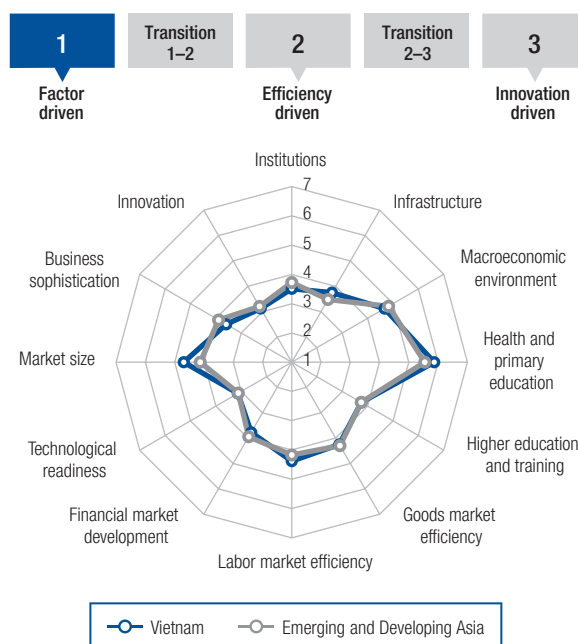 1
Transition
1–2
2
Transition
2–3
3
Factor
driven
Efficiency
driven
Innovation
driven
Institutions
Infrastructure
Macroeconomic
environment
Health and
primary
education
Higher education
and training
Goods market
efficiency
Labor market efficiency
Financial market
development
Technological
readiness
Market size
Business
sophistication
Innovation
7
6
5
4
3
2
1
Vietnam
Emerging and Developing Asia